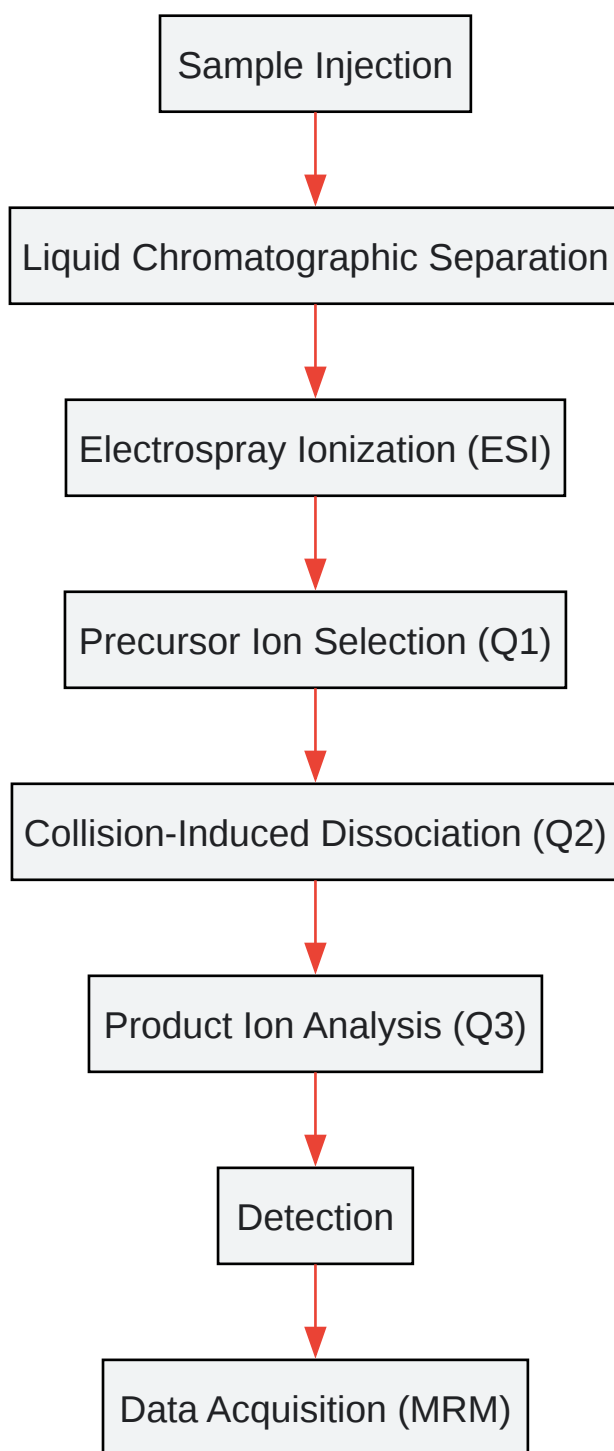 Sample Injection
Liquid Chromatographic Separation
Electrospray Ionization (ESI)
Precursor Ion Selection (Q1)
Collision-Induced Dissociation (Q2)
Product Ion Analysis (Q3)
Detection
Data Acquisition (MRM)